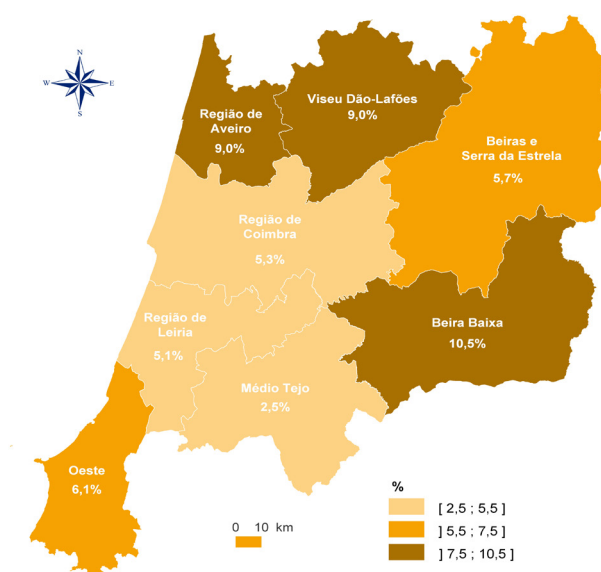 N
W E
S
Região de
Aveiro
9,0%
Viseu Dão-Lafões
9,0%
Beiras e
Serra da Estrela
5,7%
Região de
Coimbra
5,3%
Região de
Leiria
5,1%
Beira Baixa
10,5%
Médio Tejo
2,5%
Oeste
6,1%
0 10 km
%
[ 2,5 ; 5,5 ]
] 5,5 ; 7,5 ]
] 7,5 ; 10,5 ]